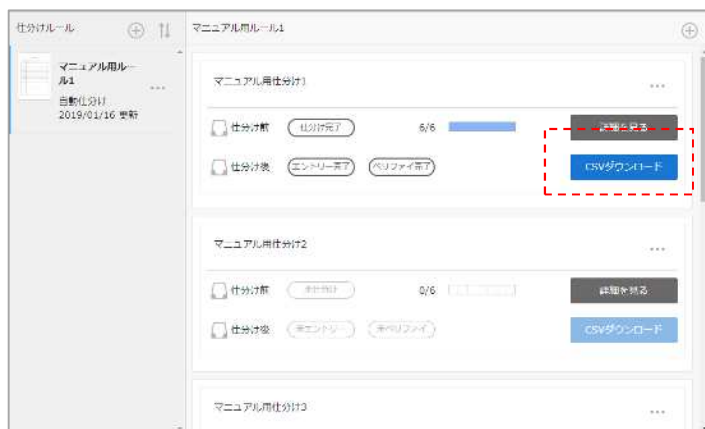 仕分けルール
マニュアル用ルール1
マニュアル用ルー
ル1
自動仕分け
2019/01/16 更新
マニュアル用仕分け1
仕分け前 仕分け完了 6/6 詳細を見る
仕分け後 エントリー完了 ベリファイ完了 CSVダウンロード
マニュアル用仕分け2
仕分け前 未仕分け 0/6 詳細を見る
仕分け後 未エントリー 未ベリファイ CSVダウンロード
マニュアル用仕分け3